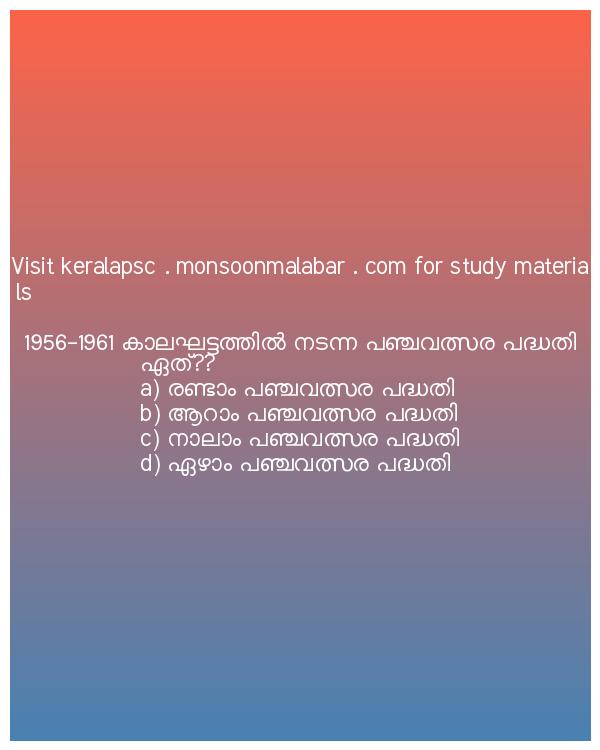 Visit keralapsc . monsoonmalabar . com for study materia
ls
1956-1961 കാലഘട്ടത്തിൽ നടന്ന പഞ്ചവത്സര പദ്ധതി
ഏത്??
a) രണ്ടാം പഞ്ചവത്സര പദ്ധതി
b) ആറാം പഞ്ചവത്സര പദ്ധതി
c) നാലാം പഞ്ചവത്സര പദ്ധതി
d) ഏഴാം പഞ്ചവത്സര പദ്ധതി